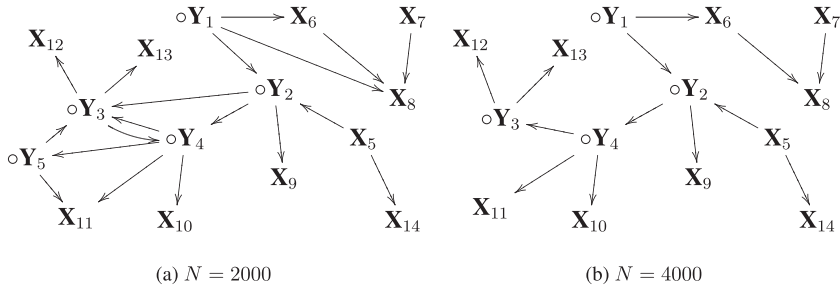 ○Y₁ X₆ X₇ ○Y₁ X₆ X₇
X₁₂ X₁₃ X₁₂ X₁₃
○Y₃ ○Y₂ X₈ ○Y₃ ○Y₂ X₈
○Y₅ ○Y₄ X₅ ○Y₄ X₅
X₁₁ X₁₀ X₉ X₁₄ X₁₁ X₁₀ X₉ X₁₄
(a) N = 2000 (b) N = 4000